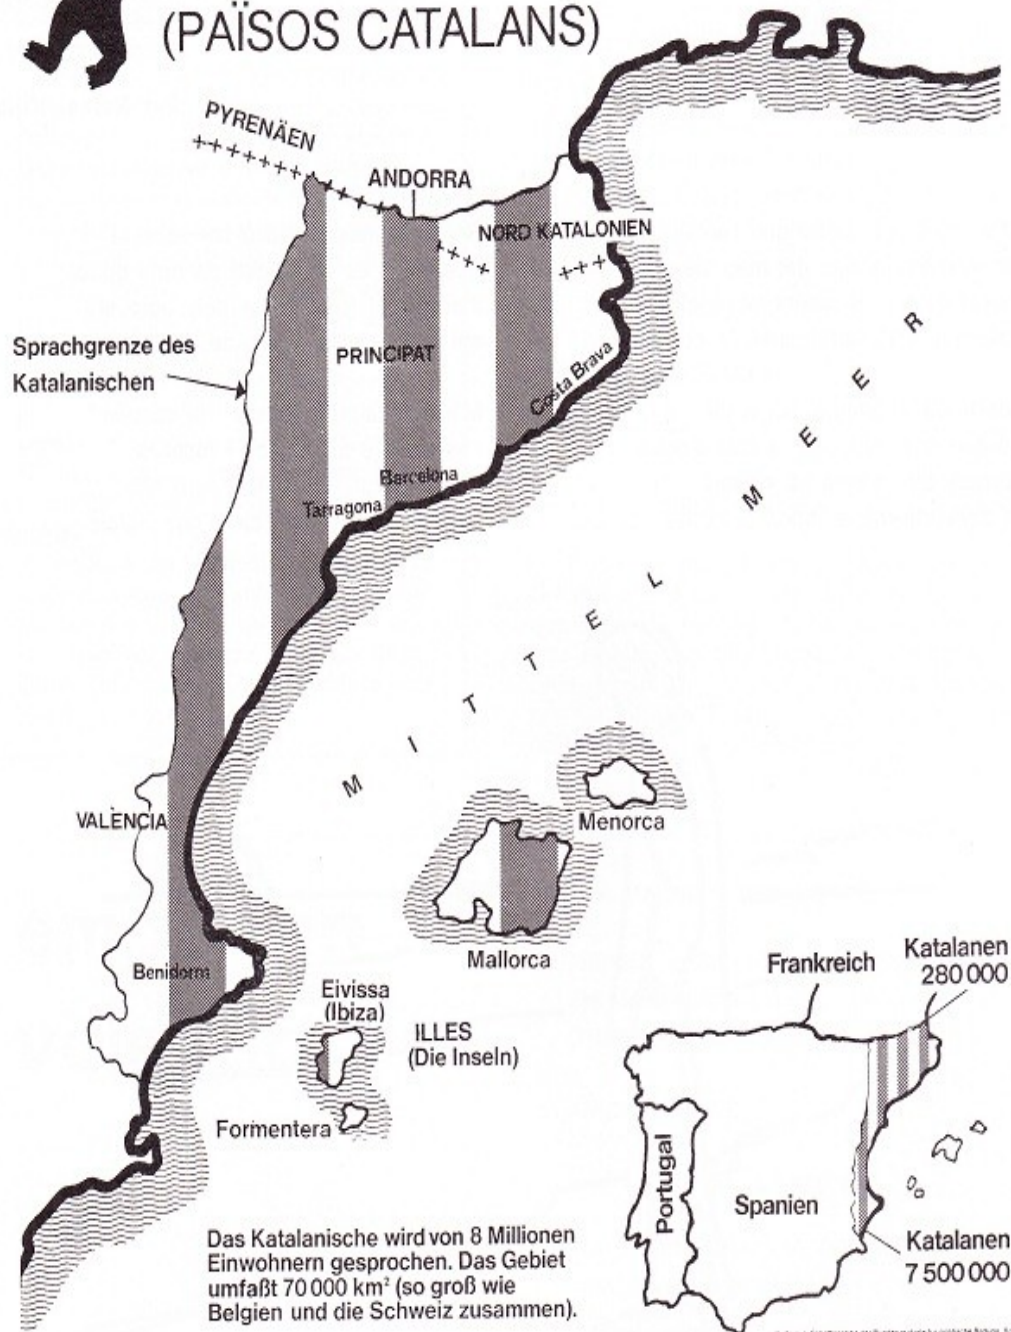 (PAÏSOS CATALANS)
PYRENÄEN
ANDORRA
NORD KATALONIEN
Sprachgrenze des
Katalanischen
PRINCIPAT
Costa Brava
Barcelona
Tarragona
MITTELMEER
VALÈNCIA
Menorca
Mallorca
Benidorm
Eivissa
(Ibiza)
ILLES
(Die Inseln)
Formentera
Frankreich
Katalanen
280 000
Portugal
Spanien
Katalanen
7 500 000
Das Katalanische wird von 8 Millionen
Einwohnern gesprochen. Das Gebiet
umfaßt 70 000 km² (so groß wie
Belgien und die Schweiz zusammen).